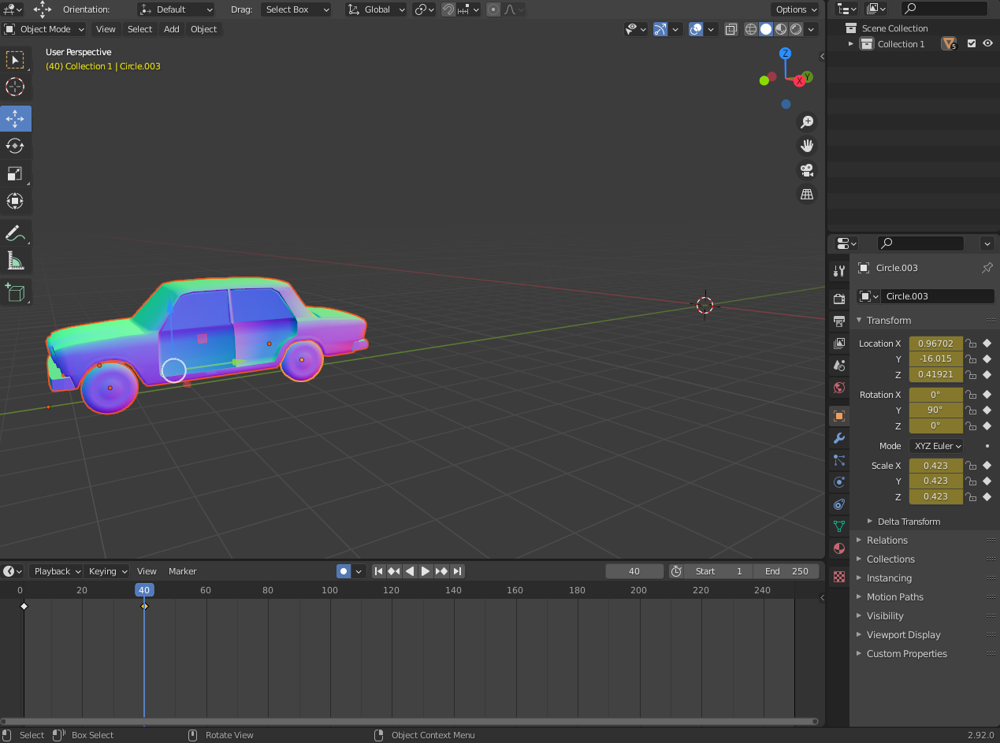 Orientation: Default Drag: Select Box Global Options
Object Mode View Select Add Object
User Perspective
(40) Collection 1 | Circle.003
Z
Y
X
Scene Collection
Collection 1 5
Circle.003
Circle.003
Transform
Location X 0.96702
Y -16.015
Z 0.41921
Rotation X 0°
Y 90°
Z 0°
Mode XYZ Euler
Scale X 0.423
Y 0.423
Z 0.423
Delta Transform
Relations
Collections
Instancing
Motion Paths
Visibility
Viewport Display
Custom Properties
Playback Keying View Marker 40 Start 1 End 250
0 20 40 60 80 100 120 140 160 180 200 220 240
Select Box Select Rotate View Object Context Menu 2.92.0